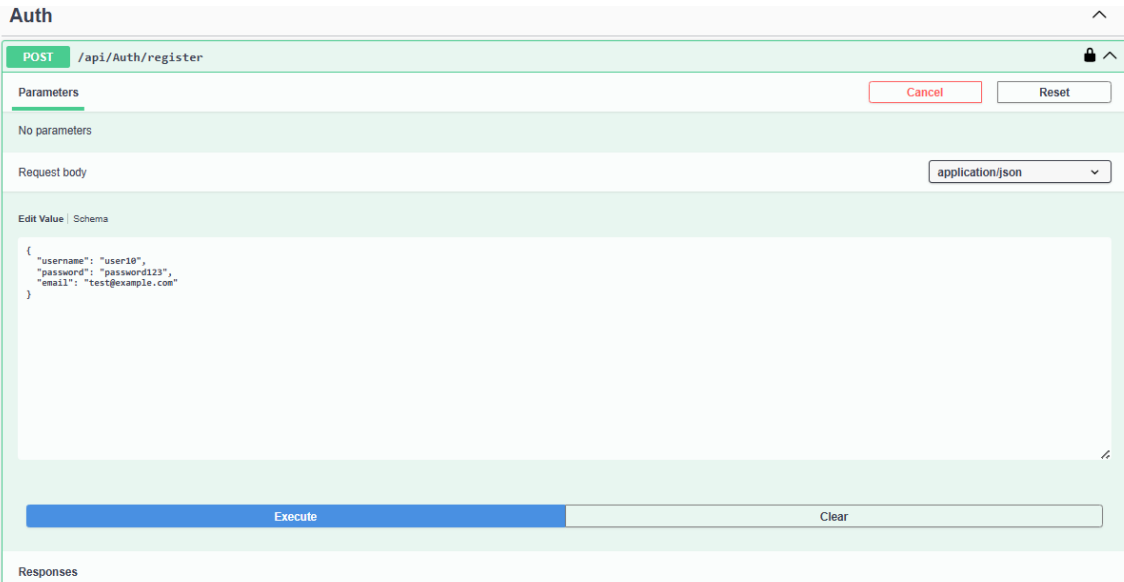 Auth
POST /api/Auth/register
Parameters Cancel Reset
No parameters
Request body application/json
Edit Value | Schema
{
  "username": "user10",
  "password": "password123",
  "email": "test@example.com"
}
Execute Clear
Responses